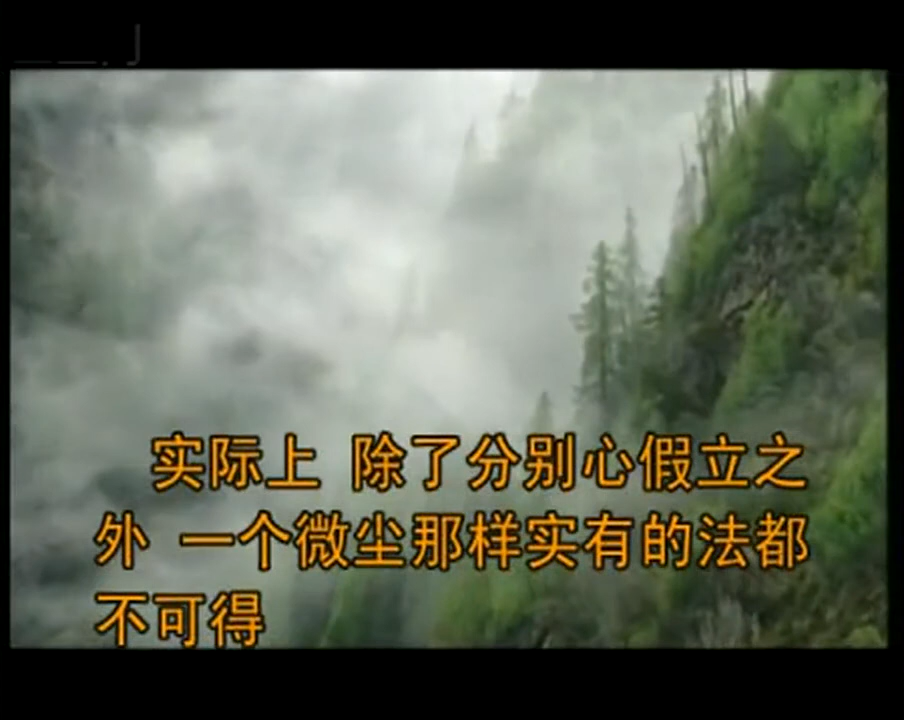 实际上 除了分别心假立之
外 一个微尘那样实有的法都
不可得